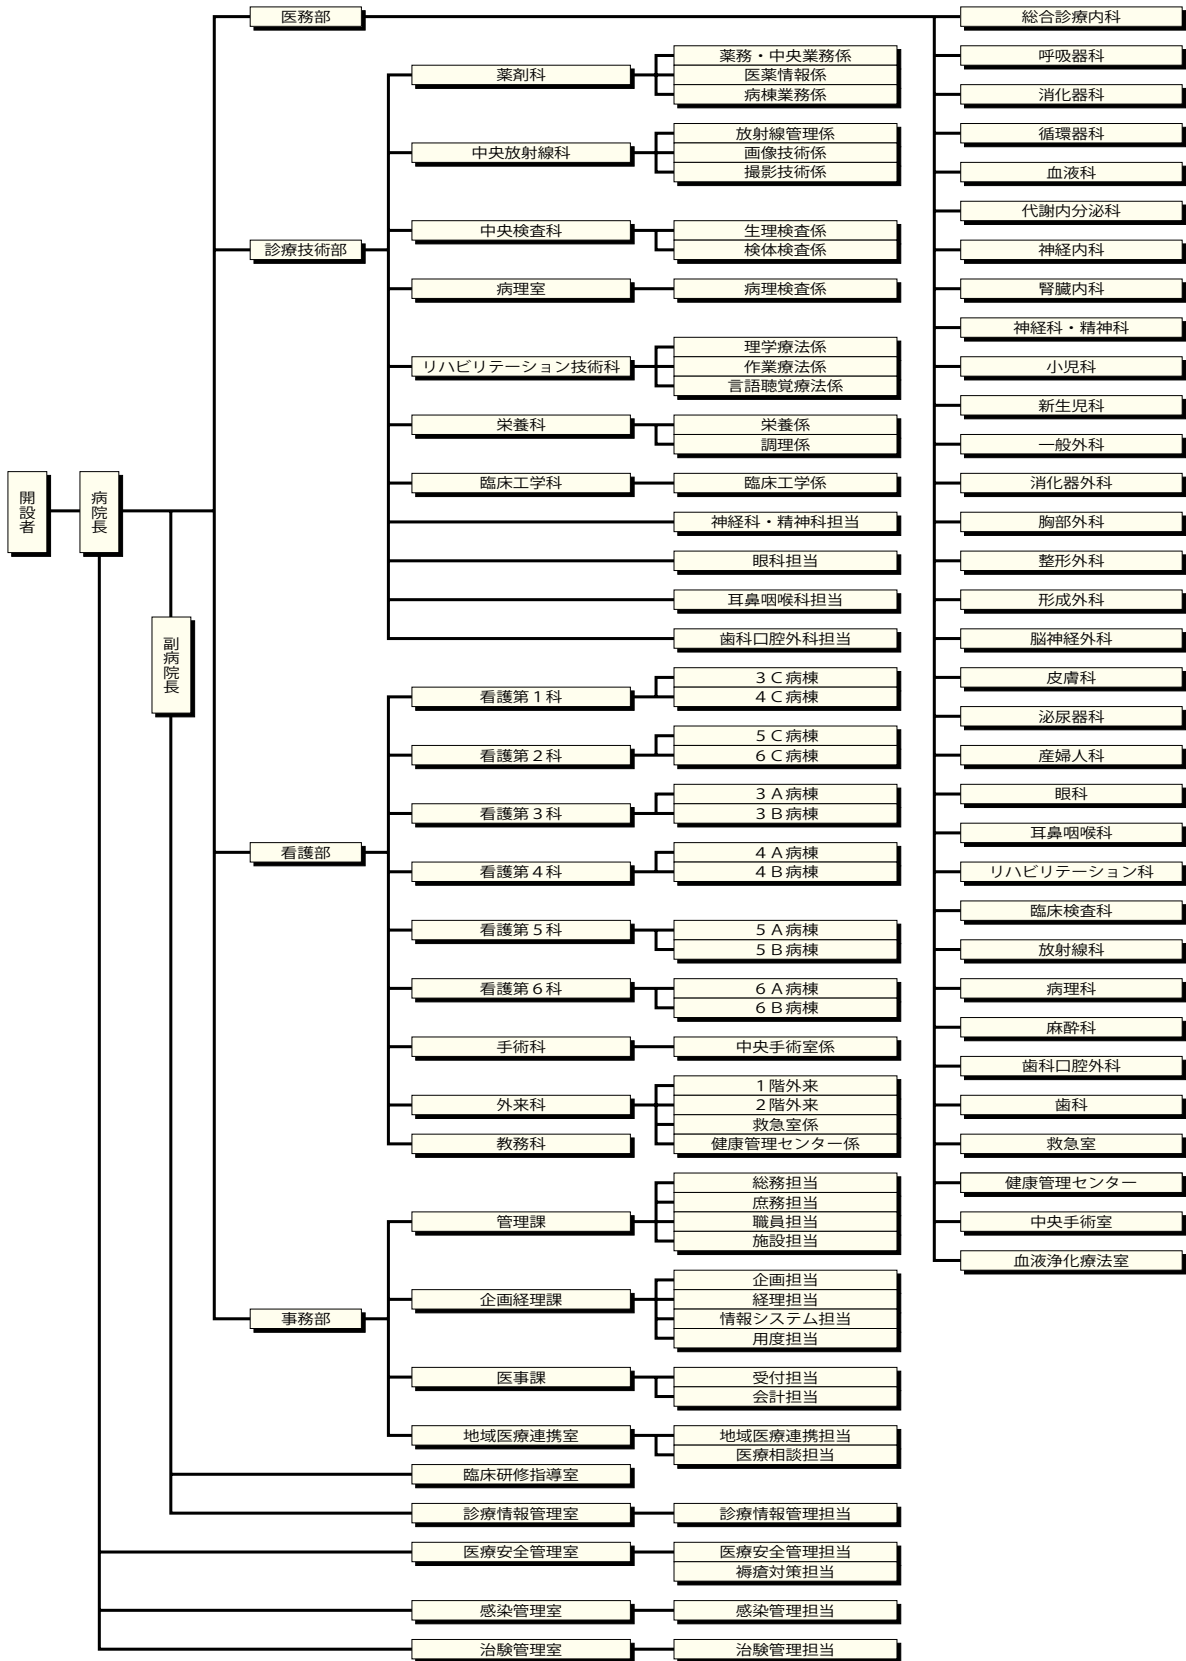 開設者
病院長
副病院長
医務部
総合診療内科
呼吸器科
消化器科
循環器科
血液科
代謝内分泌科
神経内科
腎臓内科
神経科・精神科
小児科
新生児科
一般外科
消化器外科
胸部外科
整形外科
形成外科
脳神経外科
皮膚科
泌尿器科
産婦人科
眼科
耳鼻咽喉科
リハビリテーション科
臨床検査科
放射線科
病理科
麻酔科
歯科口腔外科
歯科
救急室
健康管理センター
中央手術室
血液浄化療法室
診療技術部
薬剤科
薬務・中央業務係
医薬情報係
病棟業務係
中央放射線科
放射線管理係
画像技術係
撮影技術係
中央検査科
生理検査係
検体検査係
病理室
病理検査係
リハビリテーション技術科
理学療法係
作業療法係
言語聴覚療法係
栄養科
栄養係
調理係
臨床工学科
臨床工学係
神経科・精神科担当
眼科担当
耳鼻咽喉科担当
歯科口腔外科担当
看護部
看護第1科
3C病棟
4C病棟
看護第2科
5C病棟
6C病棟
看護第3科
3A病棟
3B病棟
看護第4科
4A病棟
4B病棟
看護第5科
5A病棟
5B病棟
看護第6科
6A病棟
6B病棟
手術科
中央手術室係
外来科
1階外来
2階外来
救急室係
健康管理センター係
教務科
事務部
管理課
総務担当
庶務担当
職員担当
施設担当
企画経理課
企画担当
経理担当
情報システム担当
用度担当
医事課
受付担当
会計担当
地域医療連携室
地域医療連携担当
医療相談担当
臨床研修指導室
診療情報管理室
診療情報管理担当
医療安全管理室
医療安全管理担当
褥瘡対策担当
感染管理室
感染管理担当
治験管理室
治験管理担当